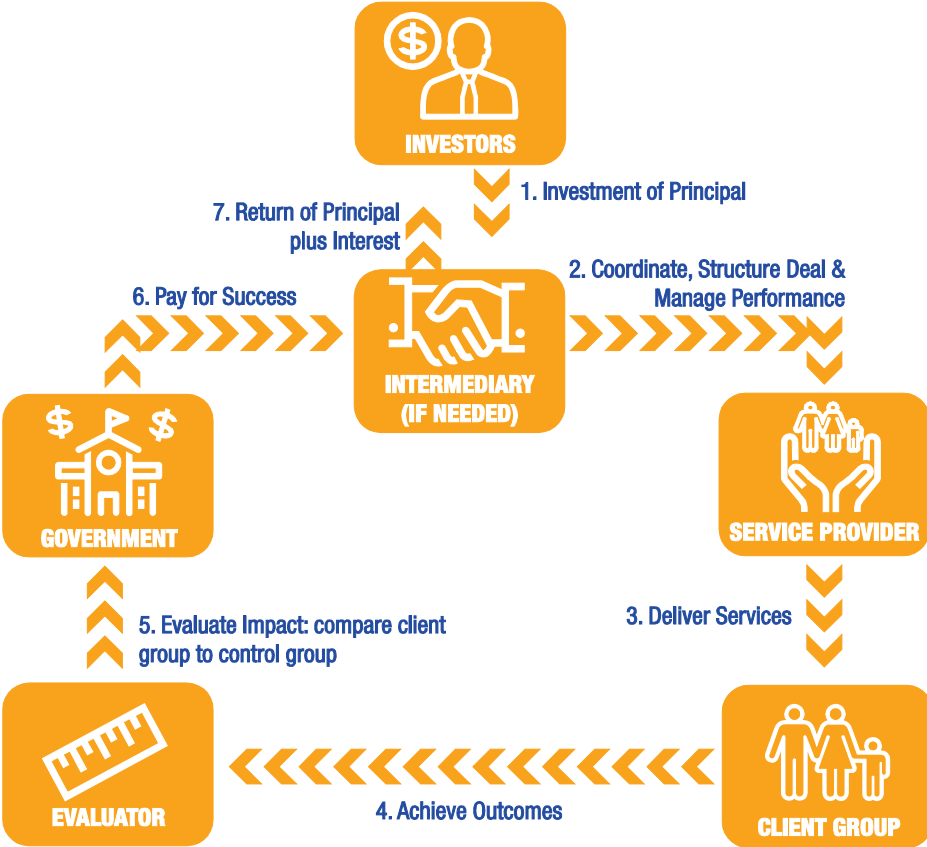 $
INVESTORS
1. Investment of Principal
7. Return of Principal
plus Interest
2. Coordinate, Structure Deal &
Manage Performance
6. Pay for Success
INTERMEDIARY
(IF NEEDED)
$ $
GOVERNMENT
SERVICE PROVIDER
3. Deliver Services
5. Evaluate Impact: compare client
group to control group
EVALUATOR
4. Achieve Outcomes
CLIENT GROUP